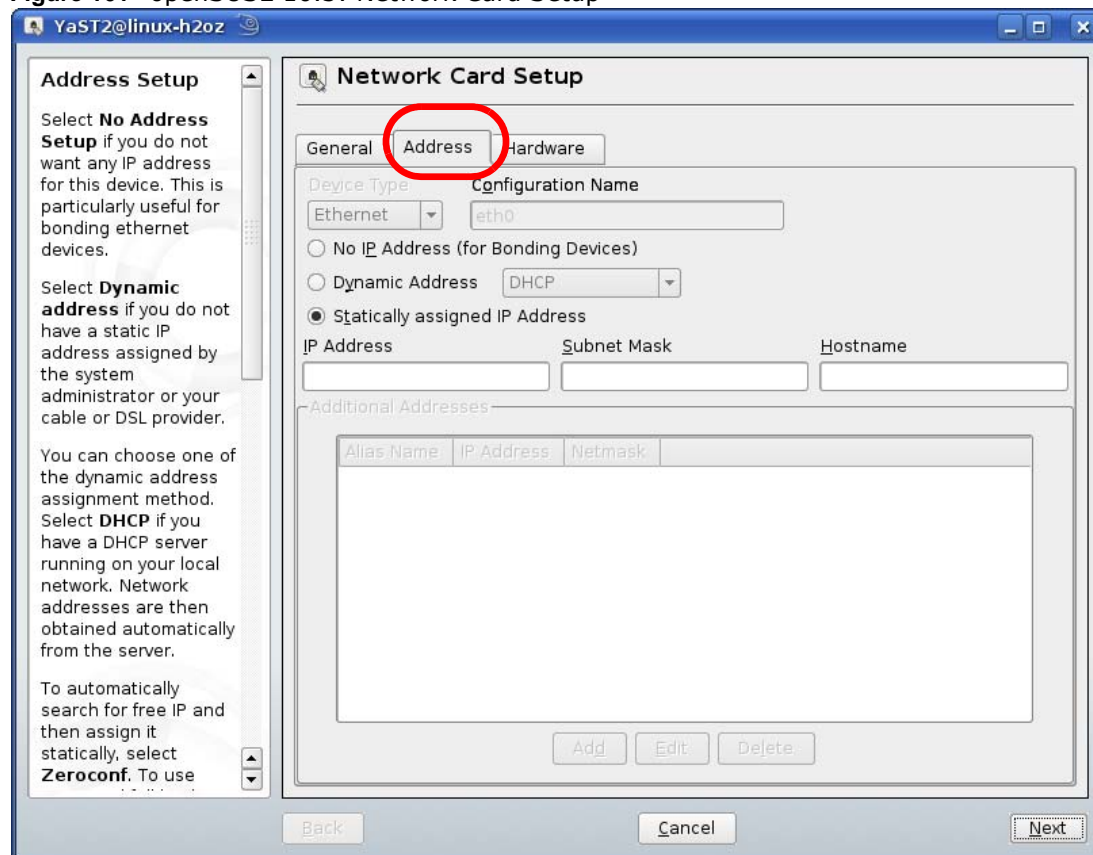 Figure openSUSE 10.3: Network Card Setup
YaST2@linux-h2oz
Address Setup
Select No Address
Setup if you do not
want any IP address
for this device. This is
particularly useful for
bonding ethernet
devices.
Select Dynamic
address if you do not
have a static IP
address assigned by
the system
administrator or your
cable or DSL provider.
You can choose one of
the dynamic address
assignment method.
Select DHCP if you
have a DHCP server
running on your local
network. Network
addresses are then
obtained automatically
from the server.
To automatically
search for free IP and
then assign it
statically, select
Zeroconf. To use
Network Card Setup
General Address Hardware
Device Type Configuration Name
Ethernet eth0
No IP Address (for Bonding Devices)
Dynamic Address DHCP
Statically assigned IP Address
IP Address Subnet Mask Hostname
Additional Addresses
Alias Name IP Address Netmask
Add Edit Delete
Back Cancel Next